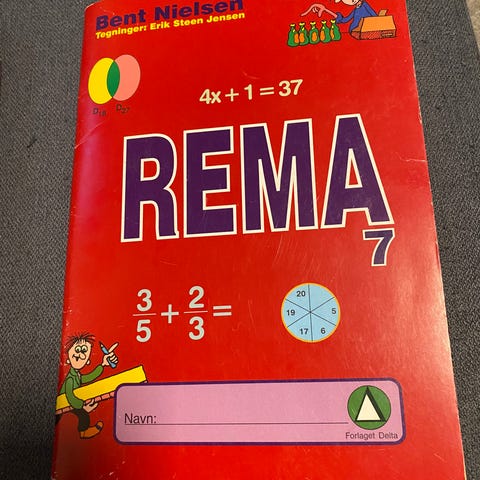 Bent Nielsen
Tegninger: Erik Steen Jensen
D18 D27
4x + 1 = 37
REMA
7
3/5 + 2/3 =
20
19 5
17 6
Navn:
Forlaget Delta